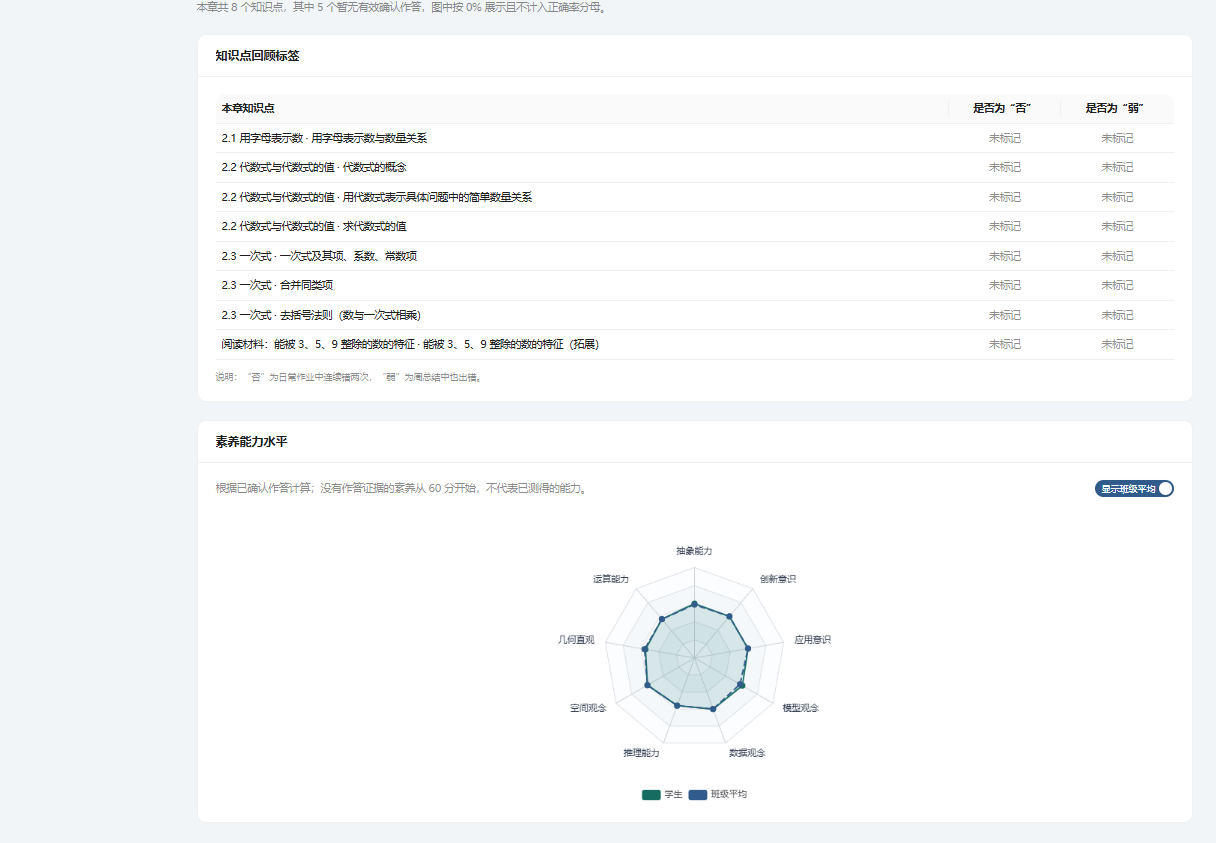 本章共 8 个知识点，其中 5 个暂无有效确认作答，图中按 0% 展示且不计入正确率分母。
知识点回顾标签
本章知识点 是否为“否” 是否为“弱”
2.1 用字母表示数 · 用字母表示数与数量关系 未标记 未标记
2.2 代数式与代数式的值 · 代数式的概念 未标记 未标记
2.2 代数式与代数式的值 · 用代数式表示具体问题中的简单数量关系 未标记 未标记
2.2 代数式与代数式的值 · 求代数式的值 未标记 未标记
2.3 一次式 · 一次式及其项、系数、常数项 未标记 未标记
2.3 一次式 · 合并同类项 未标记 未标记
2.3 一次式 · 去括号法则（数与一次式相乘） 未标记 未标记
阅读材料：能被 3、5、9 整除的数的特征 · 能被 3、5、9 整除的数的特征（拓展） 未标记 未标记
说明：“否”为日常作业中连续错两次，“弱”为周总结中也出错。
素养能力水平
根据已确认作答计算；没有作答证据的素养从 60 分开始，不代表已测得的能力。
显示班级平均
抽象能力
运算能力 创新意识
几何直观 应用意识
空间观念 模型观念
推理能力 数据观念
学生 班级平均